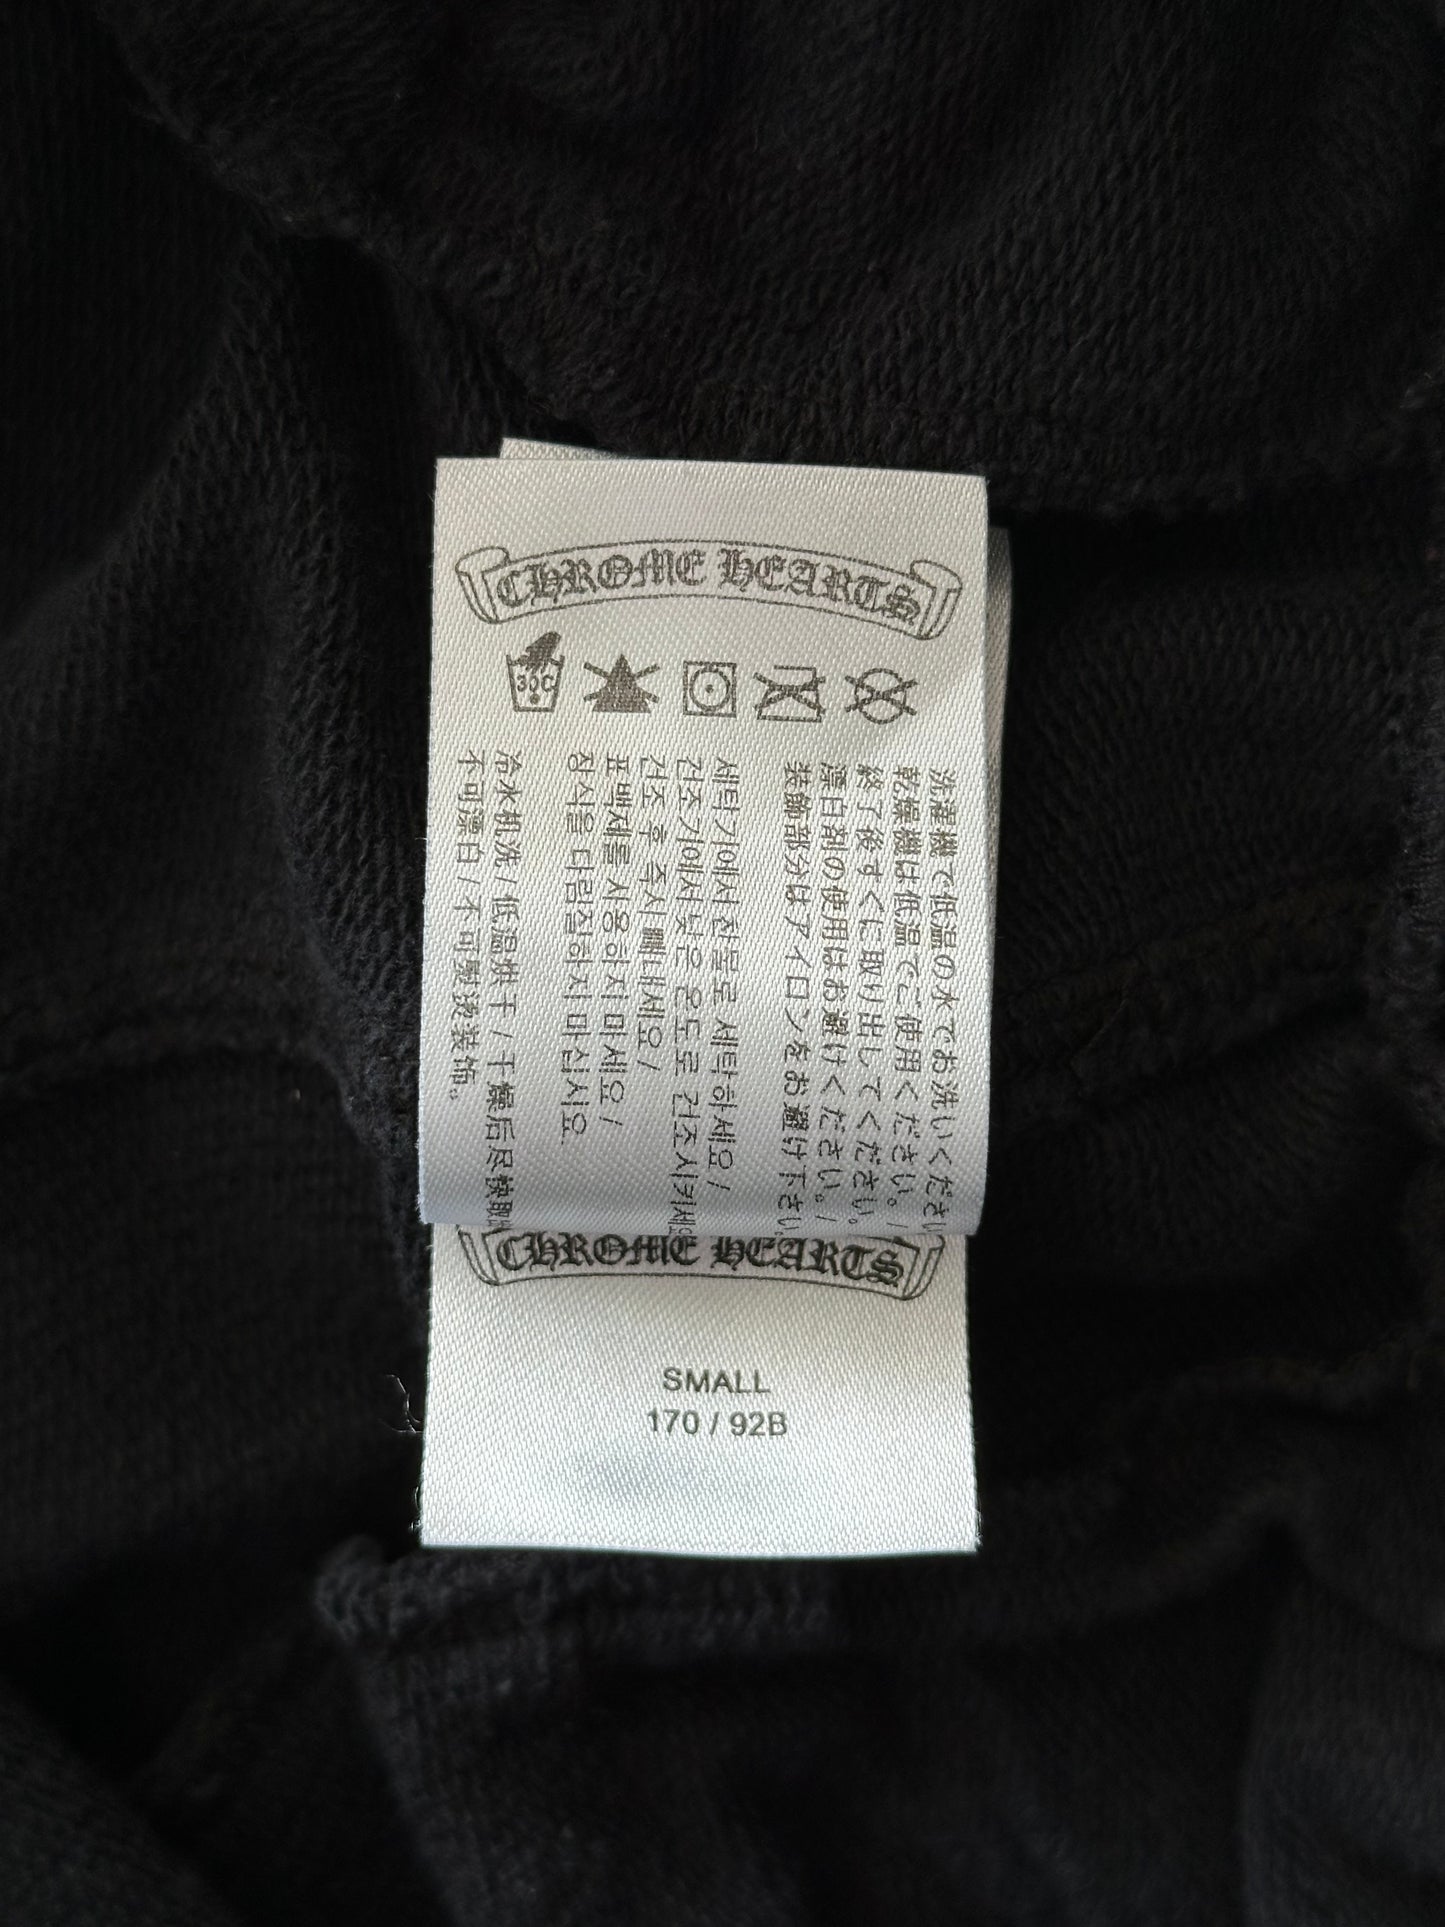 CHROME HEARTS
30C
洗濯機で低温の水でお洗いください
乾燥機は低温でご使用ください。/
終了後すぐに取り出してください。
漂白剤の使用はお避けください。/
装飾部分はアイロンをお避け下さい。
세탁기에서 찬물로 세탁하세요/
건조기에서 낮은 온도로 건조시키세요
건조 후 즉시 빼내세요/
표백제를 사용하지 마세요/
장식을 다림질하지 마십시요.
冷水机洗/低温烘干/干燥后尽快取
不可漂白/不可熨烫装饰。
CHROME HEARTS
SMALL
170 / 92B